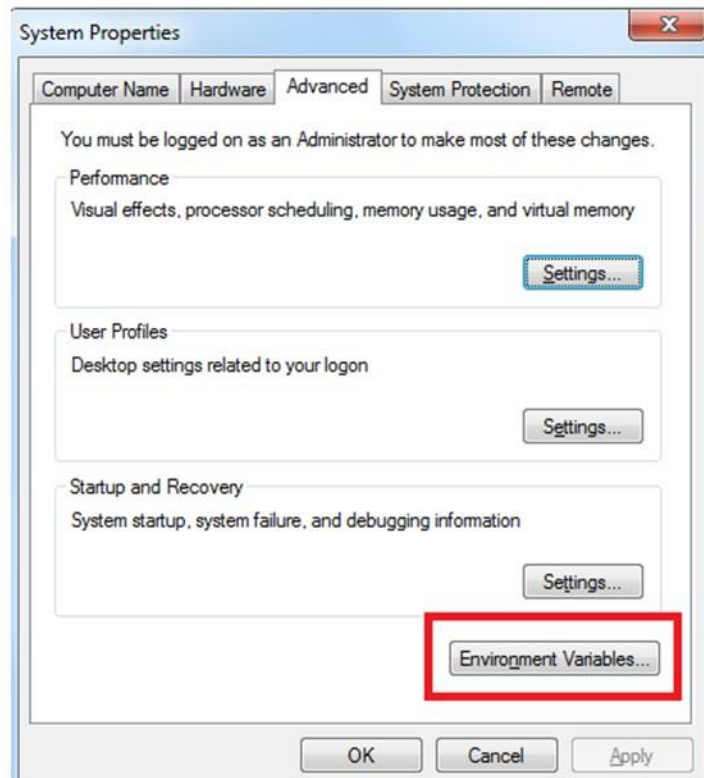 System Properties
Computer Name Hardware Advanced System Protection Remote
You must be logged on as an Administrator to make most of these changes.
Performance
Visual effects, processor scheduling, memory usage, and virtual memory
Settings...
User Profiles
Desktop settings related to your logon
Settings...
Startup and Recovery
System startup, system failure, and debugging information
Settings...
Environment Variables...
OK Cancel Apply